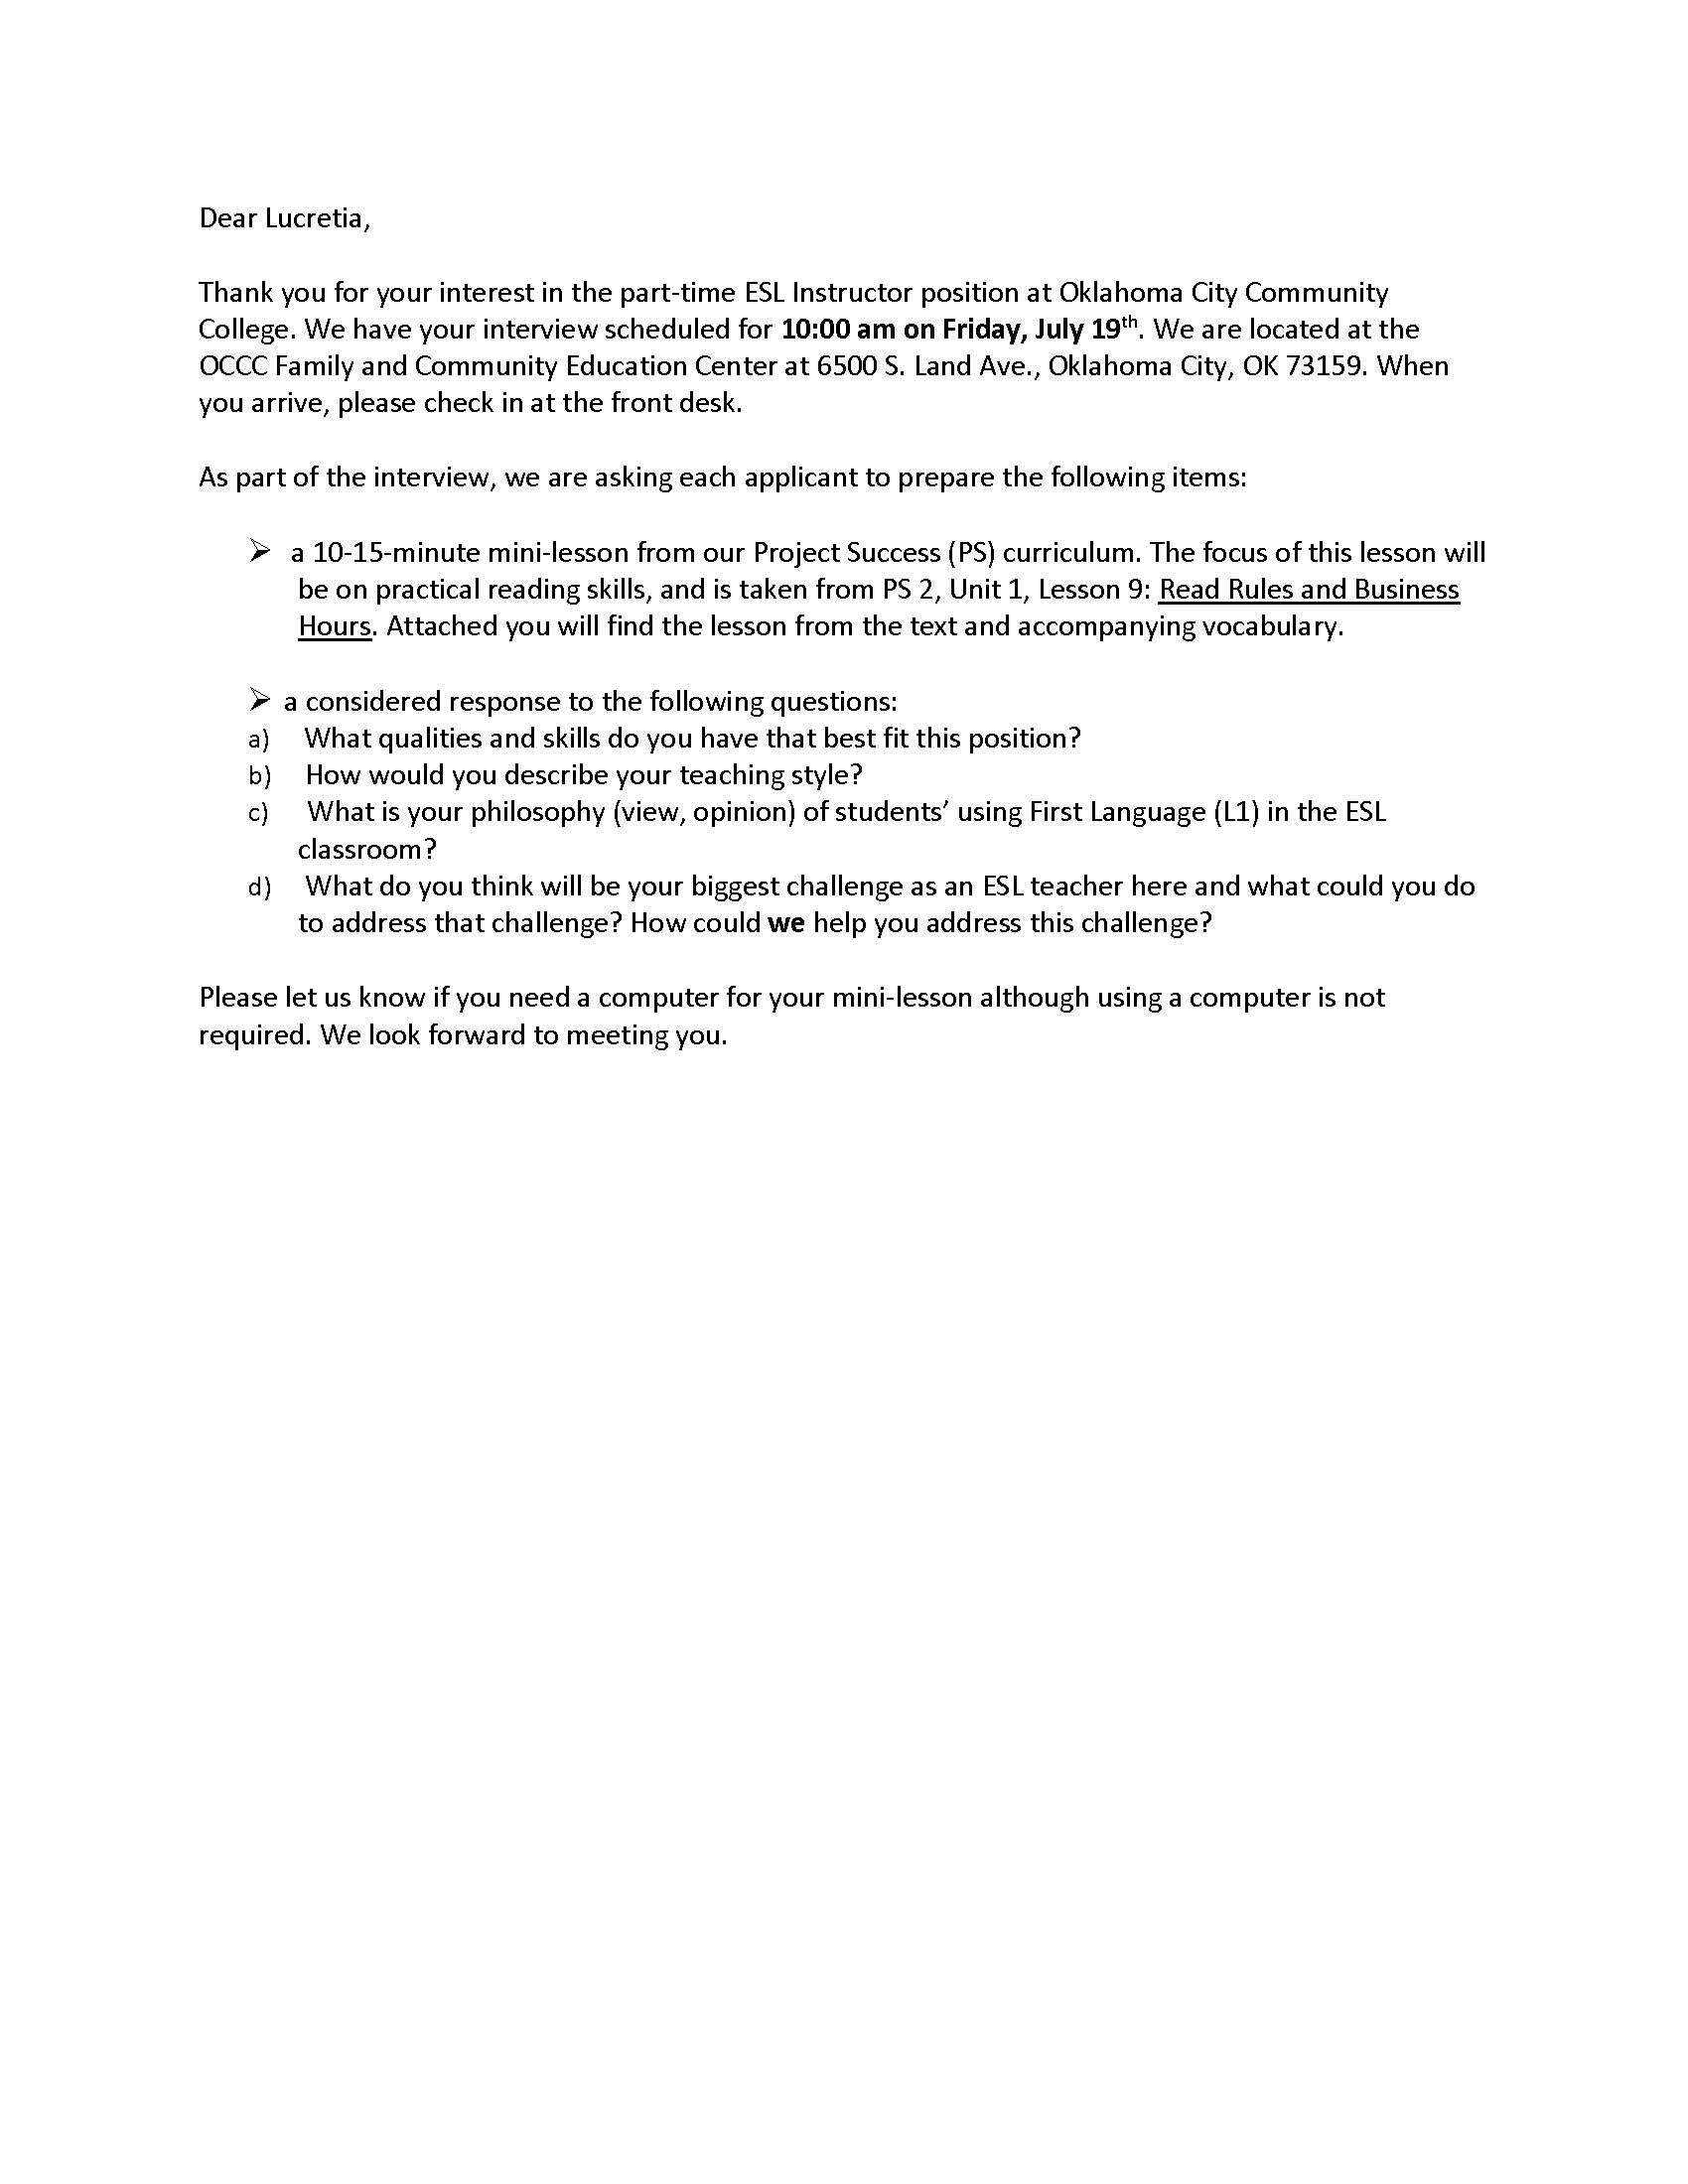 Dear Lucretia,
Thank you for your interest in the part-time ESL Instructor position at Oklahoma City Community
College. We have your interview scheduled for 10:00 am on Friday, July 19th. We are located at the
OCCC Family and Community Education Center at 6500 S. Land Ave., Oklahoma City, OK 73159. When
you arrive, please check in at the front desk.
As part of the interview, we are asking each applicant to prepare the following items:
➢ a 10-15-minute mini-lesson from our Project Success (PS) curriculum. The focus of this lesson will
be on practical reading skills, and is taken from PS 2, Unit 1, Lesson 9: Read Rules and Business
Hours. Attached you will find the lesson from the text and accompanying vocabulary.
➢ a considered response to the following questions:
a) What qualities and skills do you have that best fit this position?
b) How would you describe your teaching style?
c) What is your philosophy (view, opinion) of students’ using First Language (L1) in the ESL
classroom?
d) What do you think will be your biggest challenge as an ESL teacher here and what could you do
to address that challenge? How could we help you address this challenge?
Please let us know if you need a computer for your mini-lesson although using a computer is not
required. We look forward to meeting you.